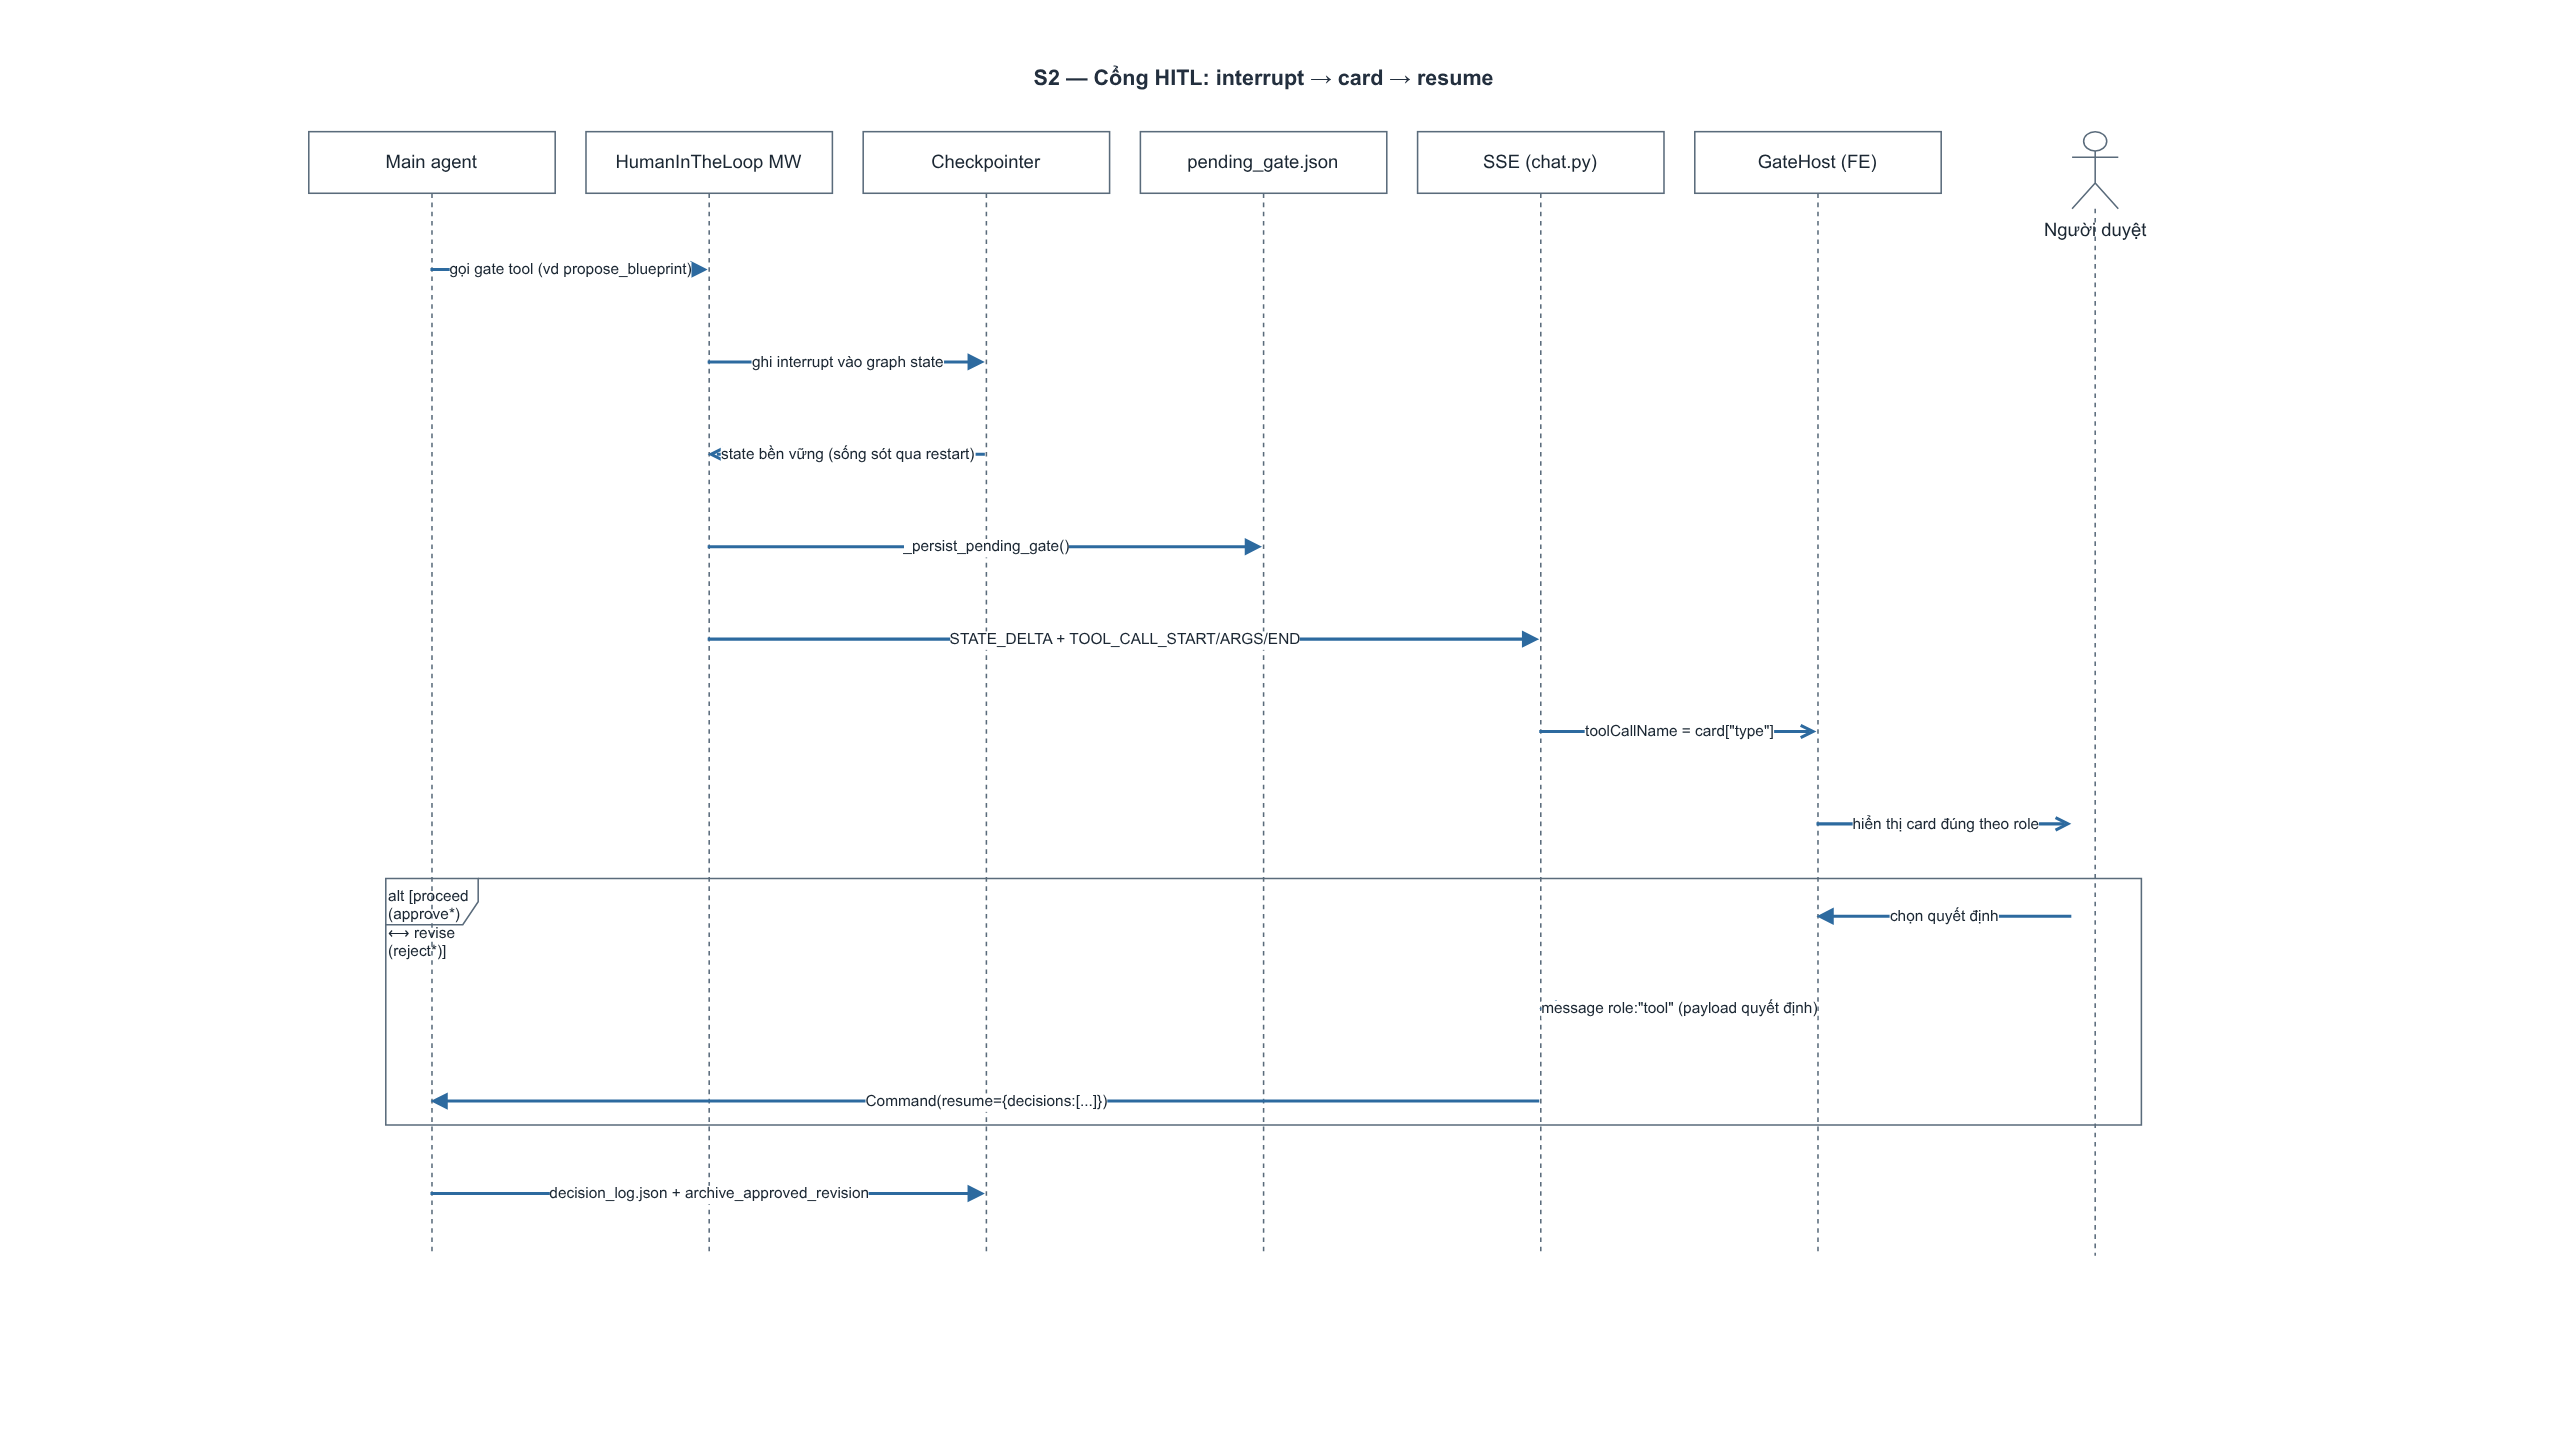 S2 — Cổng HITL: interrupt → card → resume
Main agent
HumanInTheLoop MW
Checkpointer
pending_gate.json
SSE (chat.py)
GateHost (FE)
Người duyệt
gọi gate tool (vd propose_blueprint)
ghi interrupt vào graph state
state bền vững (sống sót qua restart)
_persist_pending_gate()
STATE_DELTA + TOOL_CALL_START/ARGS/END
toolCallName = card["type"]
hiển thị card đúng theo role
alt [proceed
(approve*)
⟷ revise
(reject*)]
chọn quyết định
message role:"tool" (payload quyết định)
Command(resume={decisions:[...]})
decision_log.json + archive_approved_revision